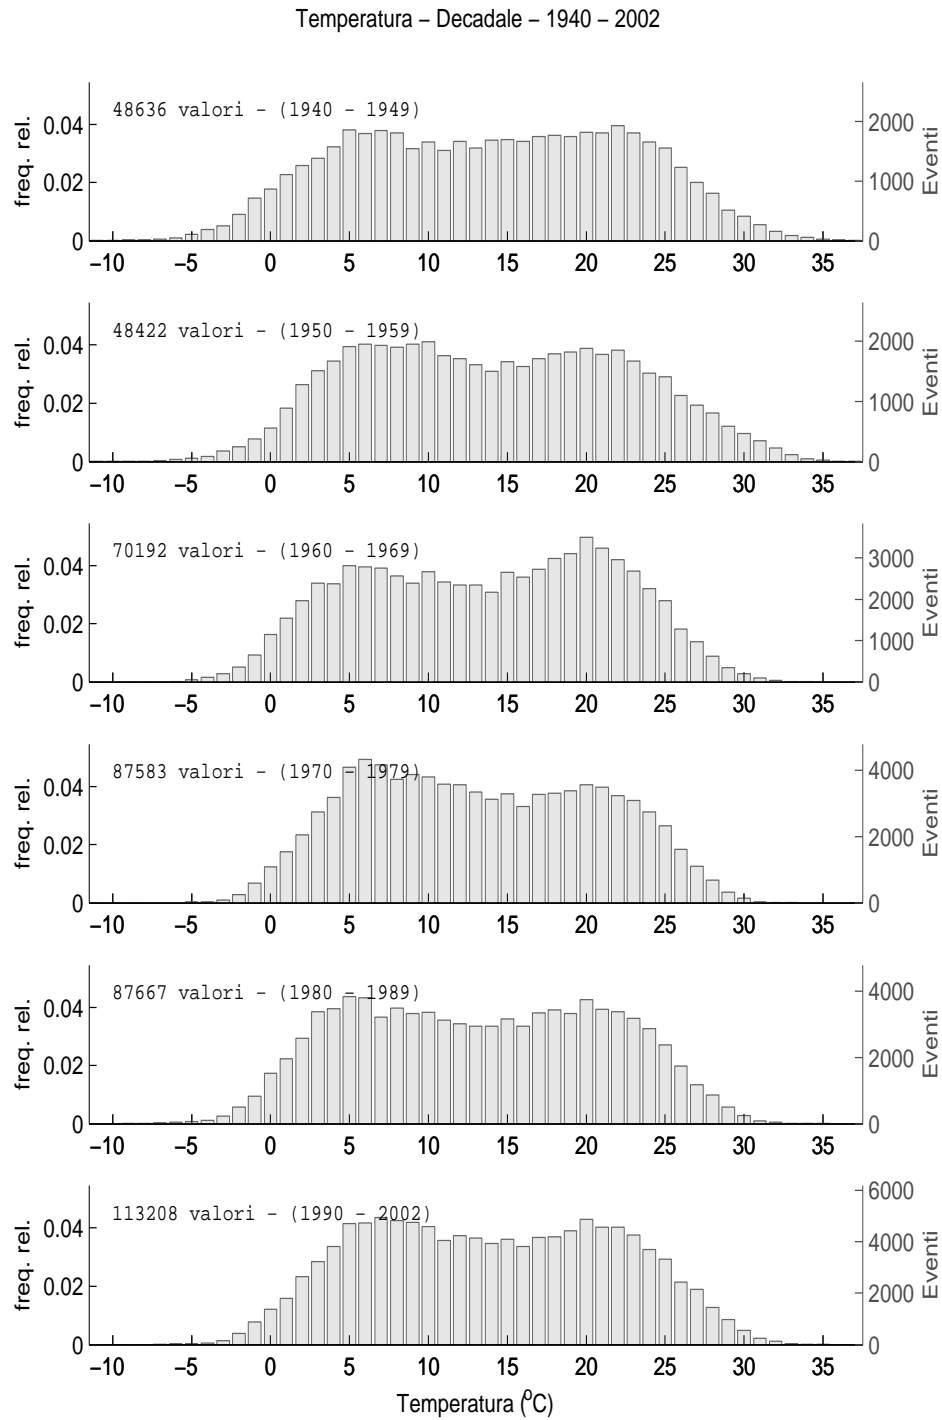 Temperatura – Decadale – 1940 – 2002
48636 valori – (1940 – 1949)
freq. rel.
0.04
0.02
0
2000
1000
0
Eventi
–10 –5 0 5 10 15 20 25 30 35
48422 valori – (1950 – 1959)
freq. rel.
0.04
0.02
0
2000
1000
0
Eventi
–10 –5 0 5 10 15 20 25 30 35
70192 valori – (1960 – 1969)
freq. rel.
0.04
0.02
0
3000
2000
1000
0
Eventi
–10 –5 0 5 10 15 20 25 30 35
87583 valori – (1970 – 1979)
freq. rel.
0.04
0.02
0
4000
2000
0
Eventi
–10 –5 0 5 10 15 20 25 30 35
87667 valori – (1980 – 1989)
freq. rel.
0.04
0.02
0
4000
2000
0
Eventi
–10 –5 0 5 10 15 20 25 30 35
113208 valori – (1990 – 2002)
freq. rel.
0.04
0.02
0
6000
4000
2000
0
Eventi
–10 –5 0 5 10 15 20 25 30 35
Temperatura (ºC)